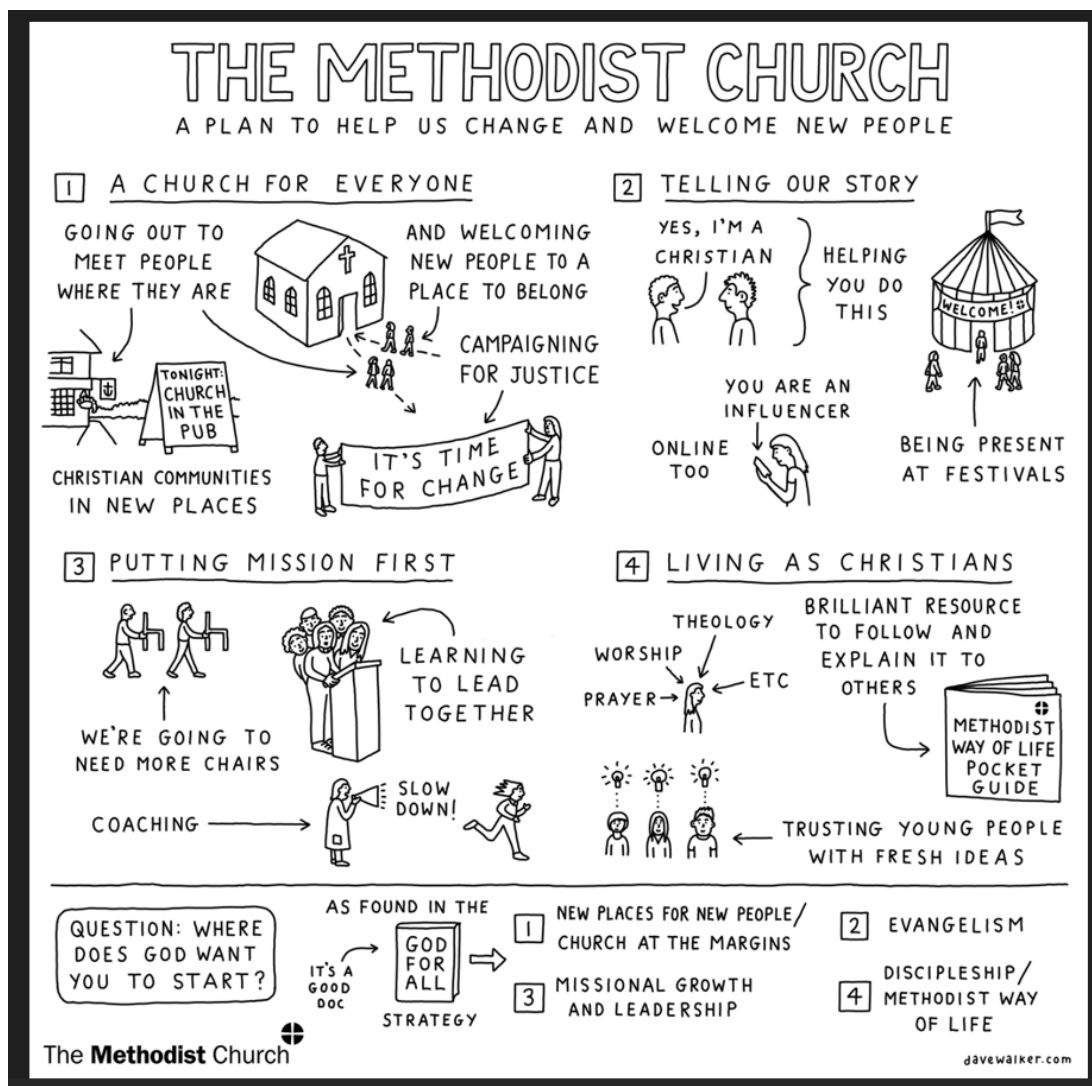 THE METHODIST CHURCH
A PLAN TO HELP US CHANGE AND WELCOME NEW PEOPLE
1 A CHURCH FOR EVERYONE
GOING OUT TO
MEET PEOPLE
WHERE THEY ARE
AND WELCOMING
NEW PEOPLE TO A
PLACE TO BELONG
TONIGHT:
CHURCH
IN THE
PUB
CAMPAIGNING
FOR JUSTICE
CHRISTIAN COMMUNITIES
IN NEW PLACES
IT'S TIME
FOR CHANGE
2 TELLING OUR STORY
YES, I'M A
CHRISTIAN
HELPING
YOU DO
THIS
WELCOME!
YOU ARE AN
INFLUENCER
ONLINE
TOO
BEING PRESENT
AT FESTIVALS
3 PUTTING MISSION FIRST
WE'RE GOING TO
NEED MORE CHAIRS
LEARNING
TO LEAD
TOGETHER
COACHING
SLOW
DOWN!
4 LIVING AS CHRISTIANS
THEOLOGY
WORSHIP
PRAYER
ETC
BRILLIANT RESOURCE
TO FOLLOW AND
EXPLAIN IT TO
OTHERS
METHODIST
WAY OF LIFE
POCKET
GUIDE
TRUSTING YOUNG PEOPLE
WITH FRESH IDEAS
QUESTION: WHERE
DOES GOD WANT
YOU TO START?
AS FOUND IN THE
IT'S A
GOOD
DOC
GOD
FOR
ALL
STRATEGY
1 NEW PLACES FOR NEW PEOPLE/
CHURCH AT THE MARGINS
2 EVANGELISM
3 MISSIONAL GROWTH
AND LEADERSHIP
4 DISCIPLESHIP/
METHODIST WAY
OF LIFE
The Methodist Church
davewalker.com